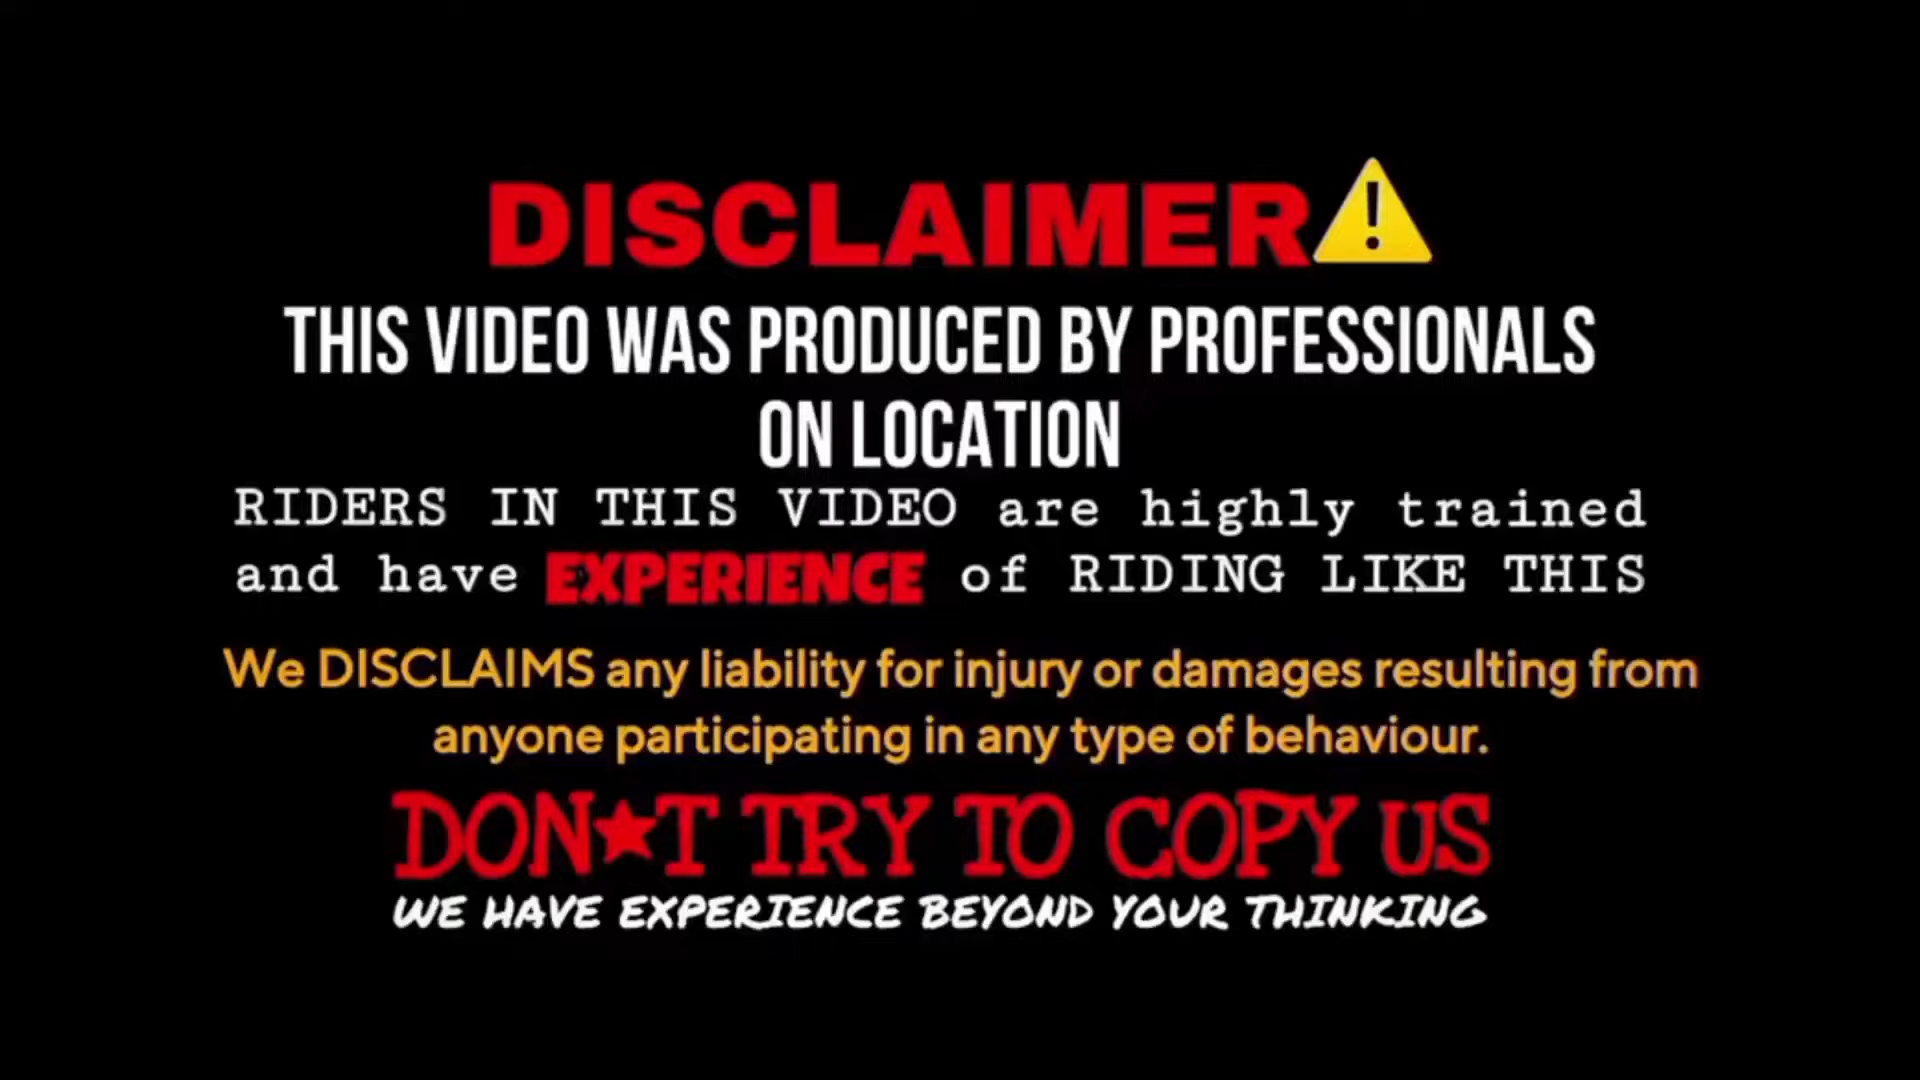 DISCLAIMER⚠️
THIS VIDEO WAS PRODUCED BY PROFESSIONALS
ON LOCATION
RIDERS IN THIS VIDEO are highly trained
and have EXPERIENCE of RIDING LIKE THIS
We DISCLAIMS any liability for injury or damages resulting from
anyone participating in any type of behaviour.
DON★T TRY TO COPY US
WE HAVE EXPERIENCE BEYOND YOUR THINKING